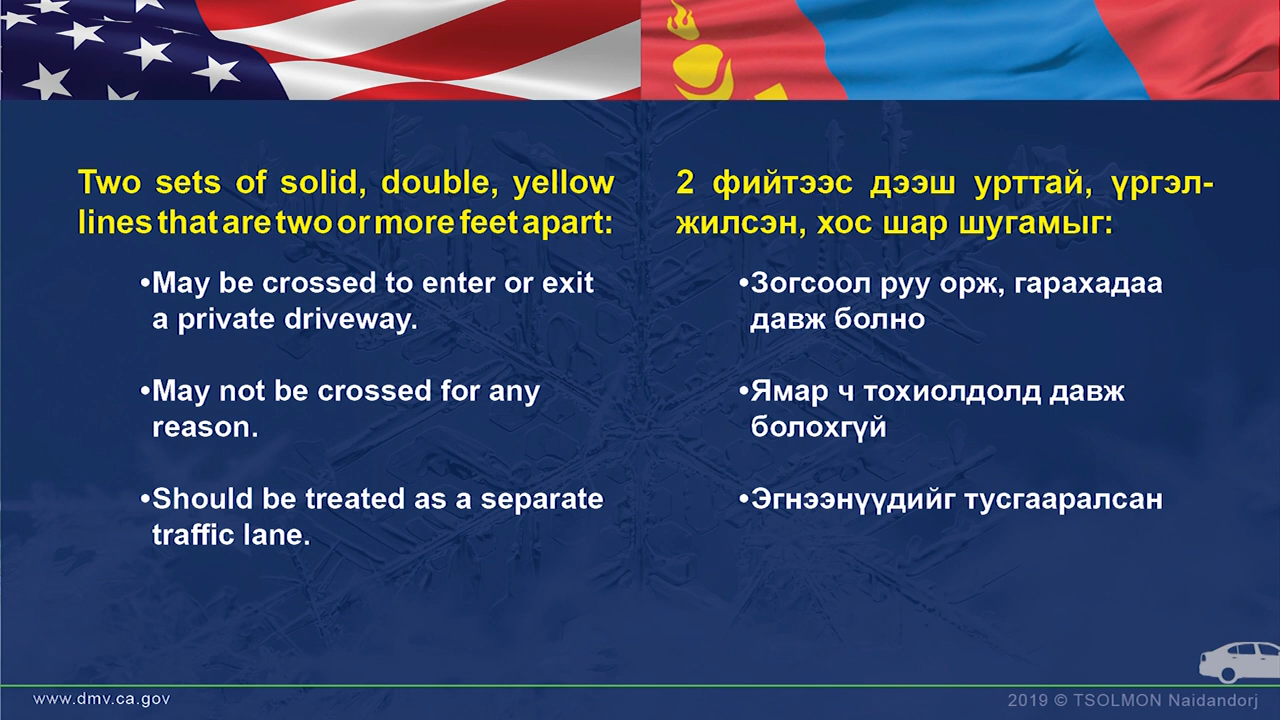 Two sets of solid, double, yellow
lines that are two or more feet apart:
•May be crossed to enter or exit
a private driveway.
•May not be crossed for any
reason.
•Should be treated as a separate
traffic lane.
2 фийтээс дээш урттай, үргэл-
жилсэн, хос шар шугамыг:
•Зогсоол руу орж, гарахадаа
давж болно
•Ямар ч тохиолдолд давж
болохгүй
•Эгнээнүүдийг тусгааралсан
www.dmv.ca.gov
2019 © TSOLMON Naidandorj